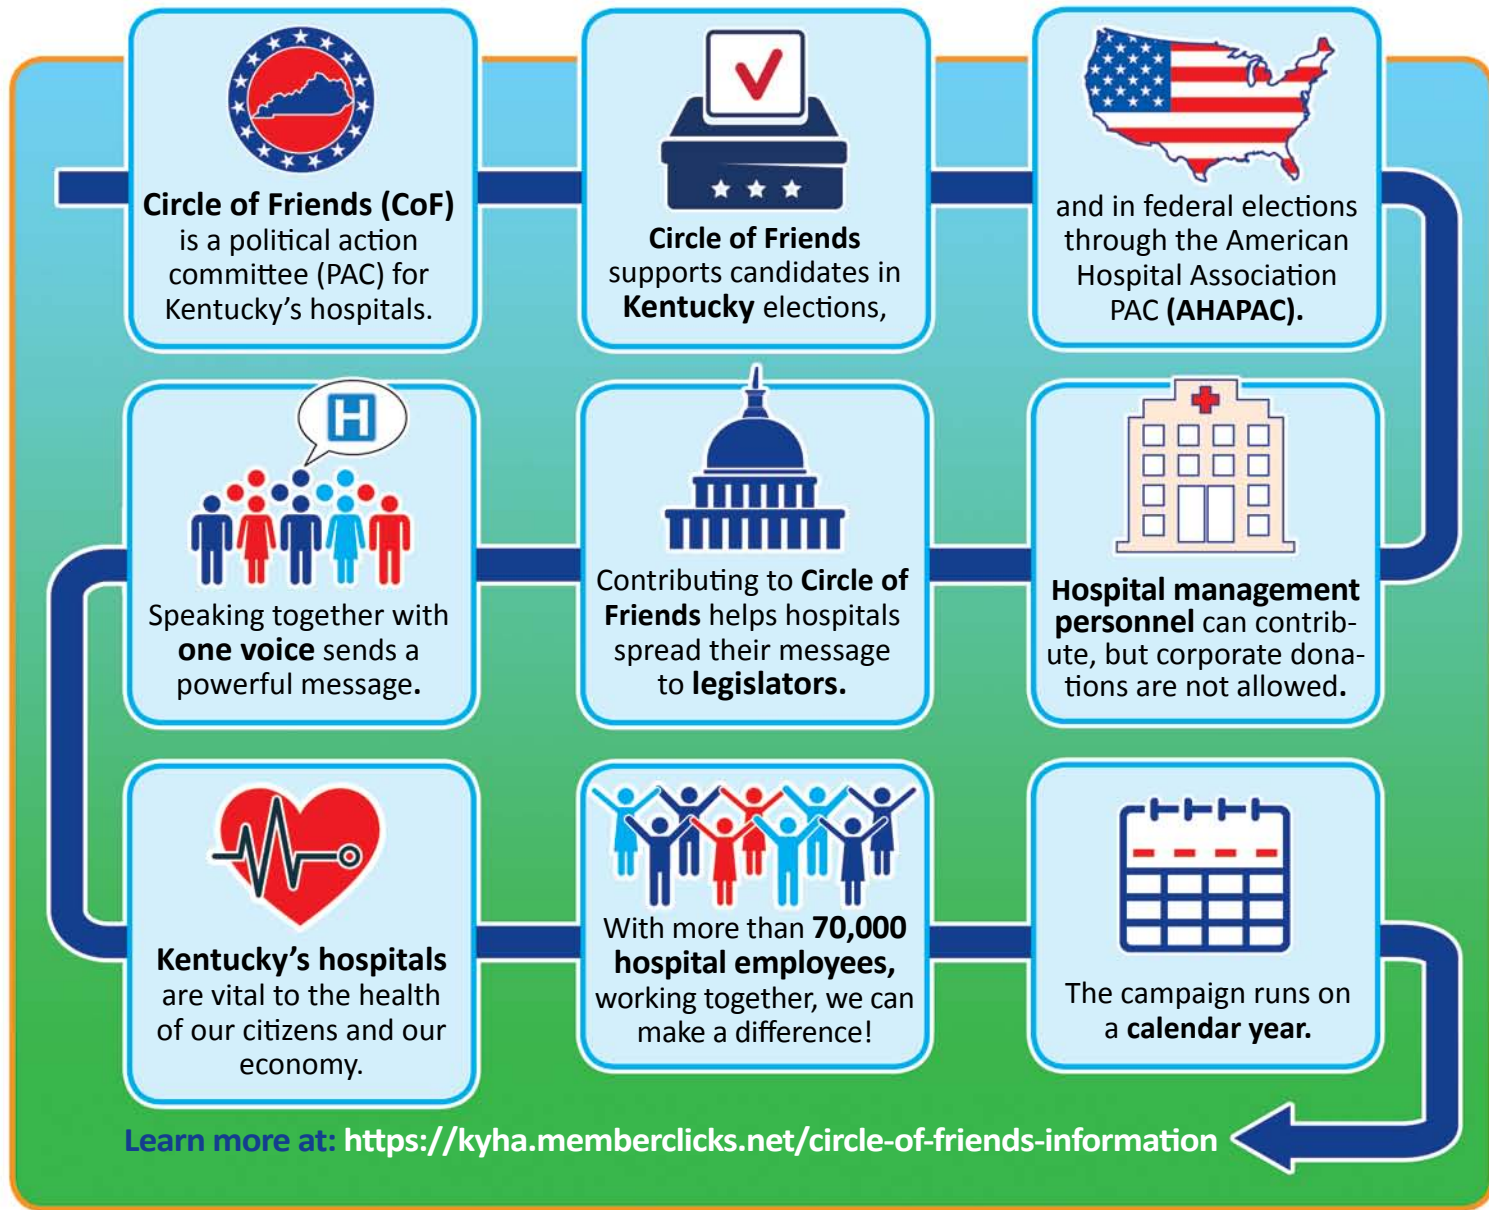 Circle of Friends (CoF)
is a political action
committee (PAC) for
Kentucky's hospitals.
Circle of Friends
supports candidates in
Kentucky elections,
and in federal elections
through the American
Hospital Association
PAC (AHAPAC).
Hospital management
personnel can contrib-
ute, but corporate dona-
tions are not allowed.
Contributing to Circle of
Friends helps hospitals
spread their message
to legislators.
H
Speaking together with
one voice sends a
powerful message.
Kentucky's hospitals
are vital to the health
of our citizens and our
economy.
With more than 70,000
hospital employees,
working together, we can
make a difference!
The campaign runs on
a calendar year.
Learn more at: https://kyha.memberclicks.net/circle-of-friends-information